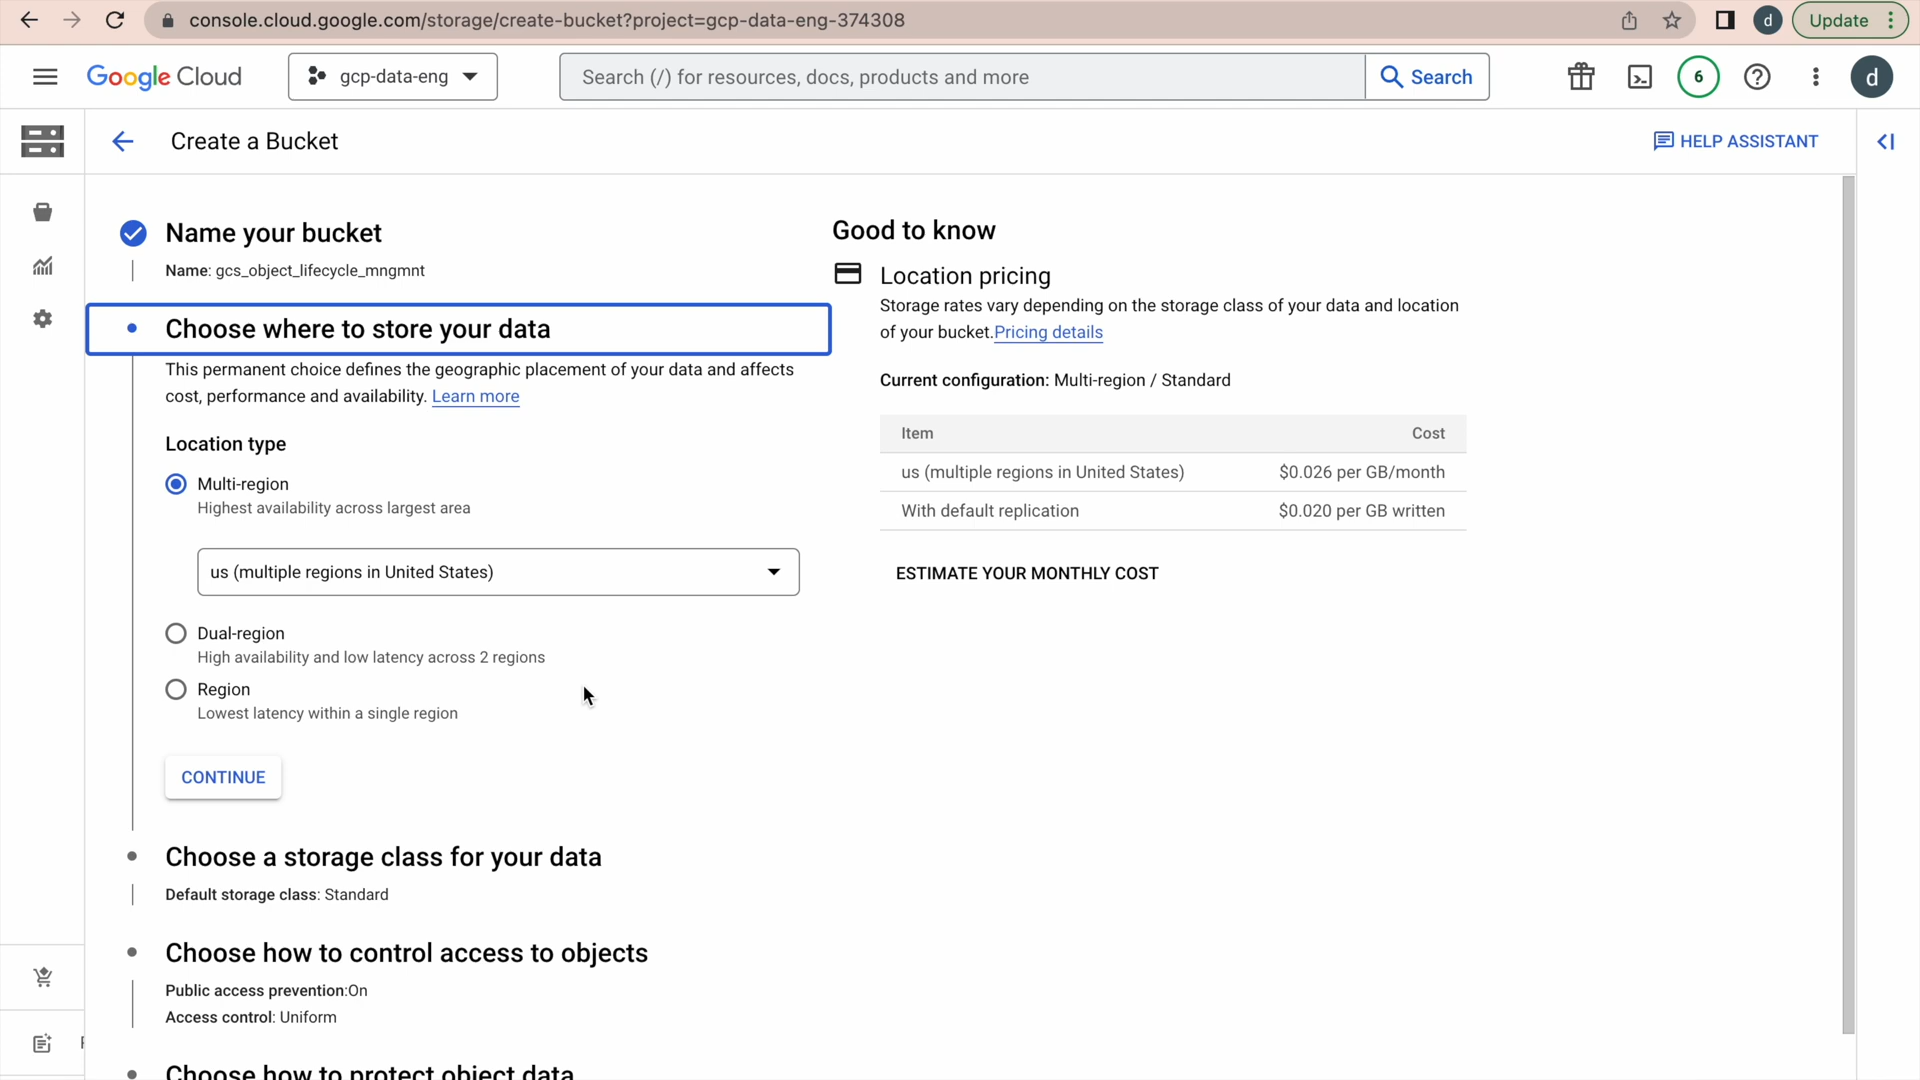 console.cloud.google.com/storage/create-bucket?project=gcp-data-eng-374308
d
Update
Google Cloud
gcp-data-eng
Search (/) for resources, docs, products and more
Search
6
d
Create a Bucket
HELP ASSISTANT
Name your bucket
Name: gcs_object_lifecycle_mngmnt
Choose where to store your data
This permanent choice defines the geographic placement of your data and affects
cost, performance and availability. Learn more
Location type
Multi-region
Highest availability across largest area
us (multiple regions in United States)
Dual-region
High availability and low latency across 2 regions
Region
Lowest latency within a single region
CONTINUE
Choose a storage class for your data
Default storage class: Standard
Choose how to control access to objects
Public access prevention:On
Access control: Uniform
Choose how to protect object data
Good to know
Location pricing
Storage rates vary depending on the storage class of your data and location
of your bucket.Pricing details
Current configuration: Multi-region / Standard
Item Cost
us (multiple regions in United States) $0.026 per GB/month
With default replication $0.020 per GB written
ESTIMATE YOUR MONTHLY COST